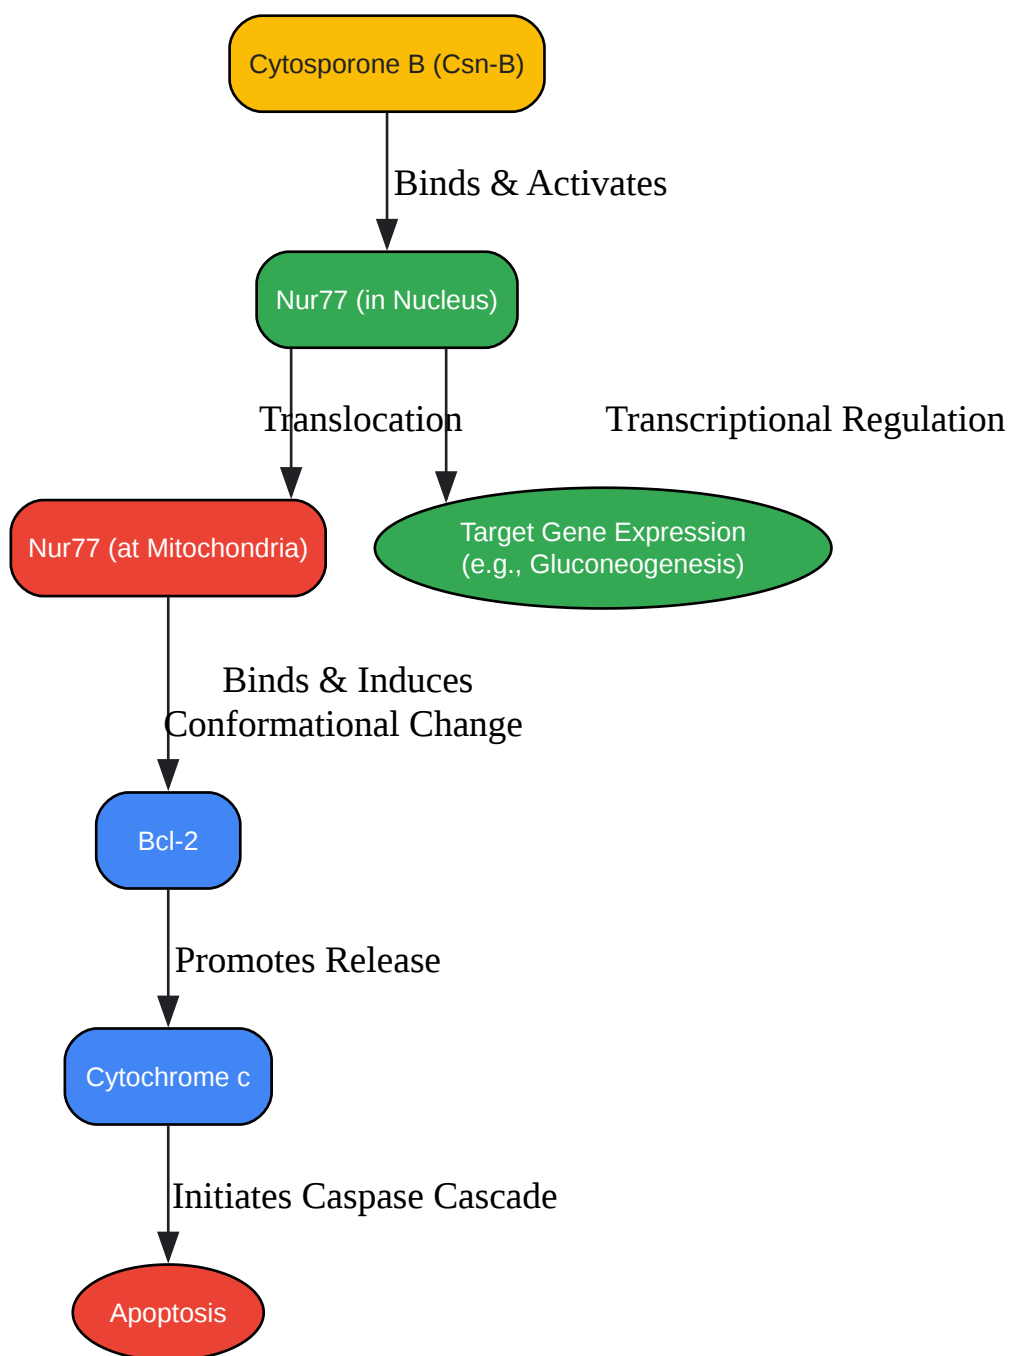 Cytosporone B (Csn-B)
Binds & Activates
Nur77 (in Nucleus)
Translocation
Transcriptional Regulation
Nur77 (at Mitochondria)
Target Gene Expression
(e.g., Gluconeogenesis)
Binds & Induces
Conformational Change
Bcl-2
Promotes Release
Cytochrome c
Initiates Caspase Cascade
Apoptosis